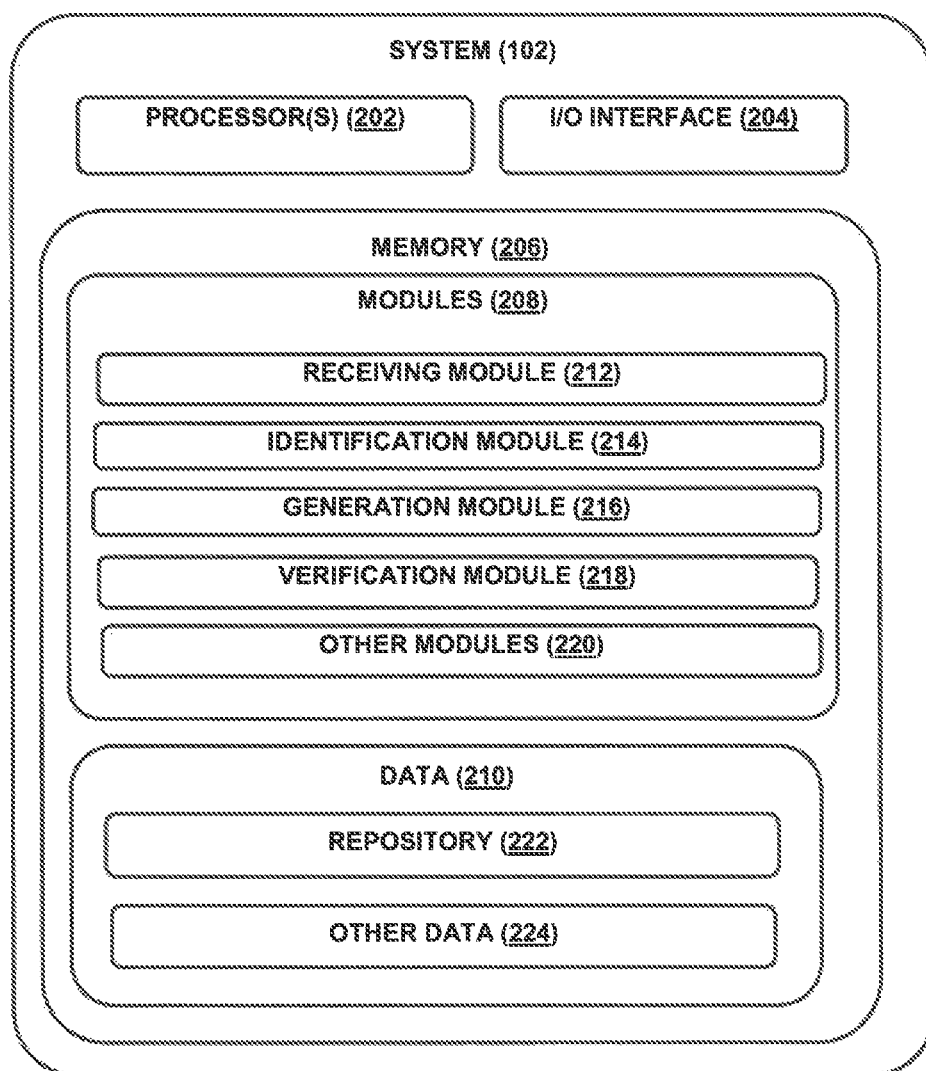 SYSTEM (102)
PROCESSOR(S) (202)
I/O INTERFACE (204)
MEMORY (206)
MODULES (208)
RECEIVING MODULE (212)
IDENTIFICATION MODULE (214)
GENERATION MODULE (216)
VERIFICATION MODULE (218)
OTHER MODULES (220)
DATA (210)
REPOSITORY (222)
OTHER DATA (224)